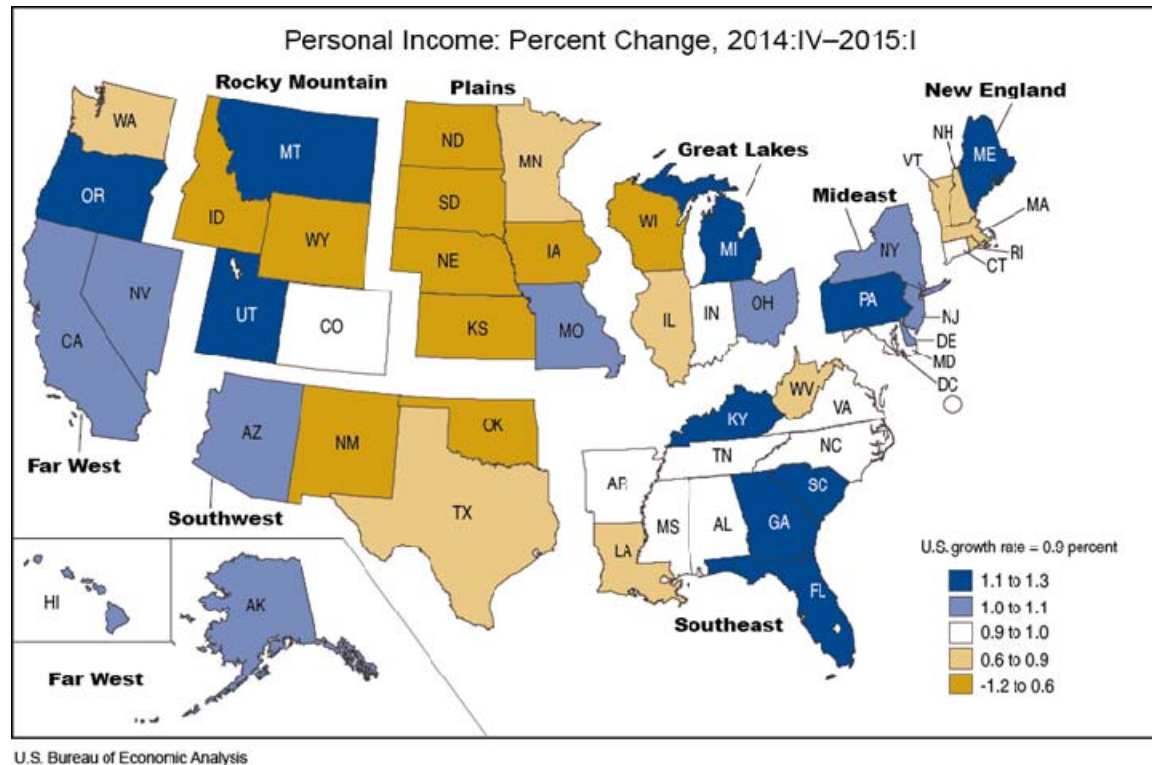 Personal Income: Percent Change, 2014:IV–2015:I
Rocky Mountain
Plains
New England
Great Lakes
Mideast
WA
OR
CA
NV
MT
ID
WY
UT
CO
ND
SD
NE
KS
MN
IA
MO
WI
MI
IL
IN
OH
NH
VT
ME
MA
RI
CT
NY
PA
NJ
DE
MD
DC
Far West
AZ
NM
OK
TX
Southwest
KY
WV
VA
TN
NC
AR
SC
MS
AL
GA
LA
FL
Southeast
HI
AK
Far West
U.S. growth rate = 0.9 percent
1.1 to 1.3
1.0 to 1.1
0.9 to 1.0
0.6 to 0.9
-1.2 to 0.6
U.S. Bureau of Economic Analysis